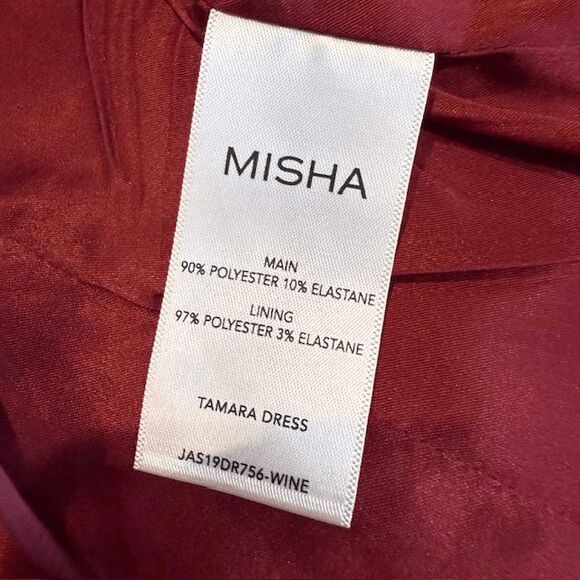 MISHA
MAIN
90% POLYESTER 10% ELASTANE
LINING
97% POLYESTER 3% ELASTANE
TAMARA DRESS
JAS19DR756-WINE